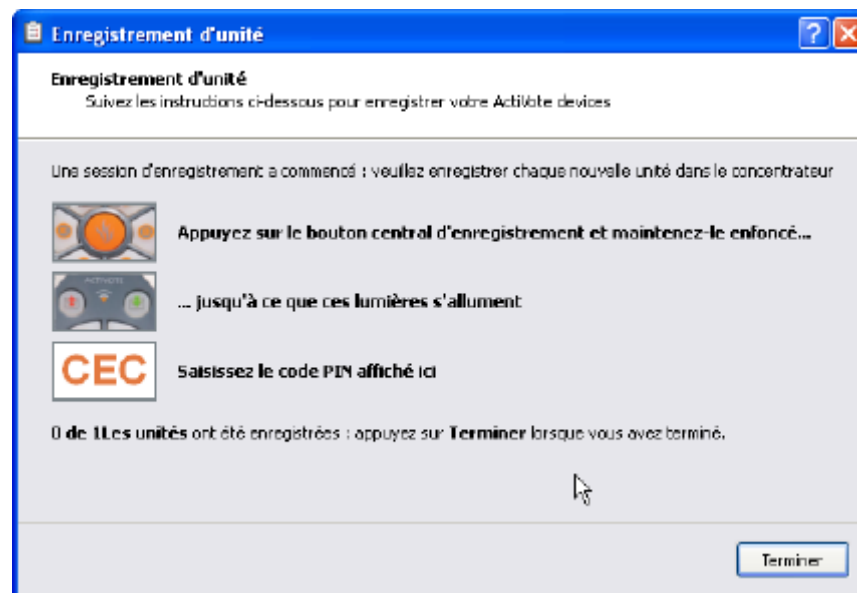 Enregistrement d'unité
Enregistrement d'unité
Suivez les instructions ci-dessous pour enregistrer votre ActiVote devices
Une session d'enregistrement a commencé : veuillez enregistrer chaque nouvelle unité dans le concentrateur
Appuyez sur le bouton central d'enregistrement et maintenez-le enfoncé...
ACTIVOTE
... jusqu'à ce que ces lumières s'allument
CEC
Saisissez le code PIN affiché ici
0 de 1Les unités ont été enregistrées : appuyez sur Terminer lorsque vous avez terminé.
Terminer